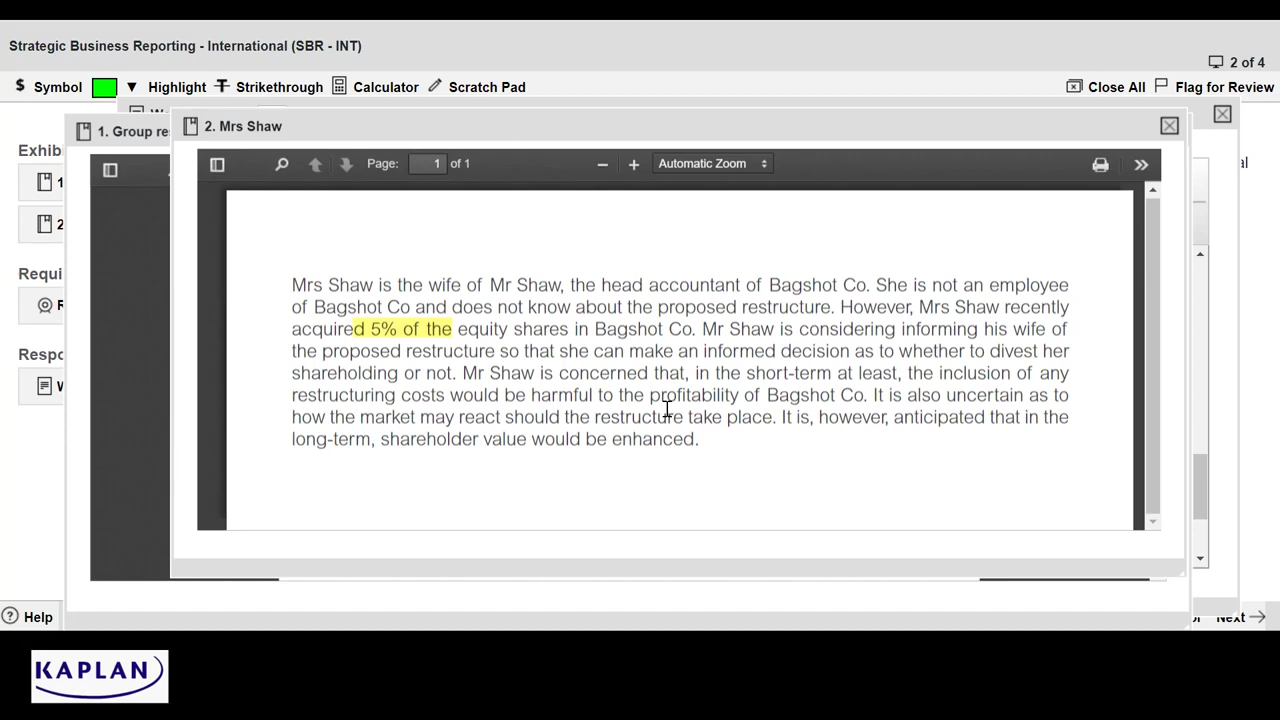 Strategic Business Reporting - International (SBR - INT)
2 of 4
$ Symbol Highlight Strikethrough Calculator Scratch Pad Close All Flag for Review
1. Group re
2. Mrs Shaw
Page: 1 of 1 Automatic Zoom
Exhib
1
2
Requi
R
Respo
W
Mrs Shaw is the wife of Mr Shaw, the head accountant of Bagshot Co. She is not an employee
of Bagshot Co and does not know about the proposed restructure. However, Mrs Shaw recently
acquired 5% of the equity shares in Bagshot Co. Mr Shaw is considering informing his wife of
the proposed restructure so that she can make an informed decision as to whether to divest her
shareholding or not. Mr Shaw is concerned that, in the short-term at least, the inclusion of any
restructuring costs would be harmful to the profitability of Bagshot Co. It is also uncertain as to
how the market may react should the restructure take place. It is, however, anticipated that in the
long-term, shareholder value would be enhanced.
Help
Next
KAPLAN